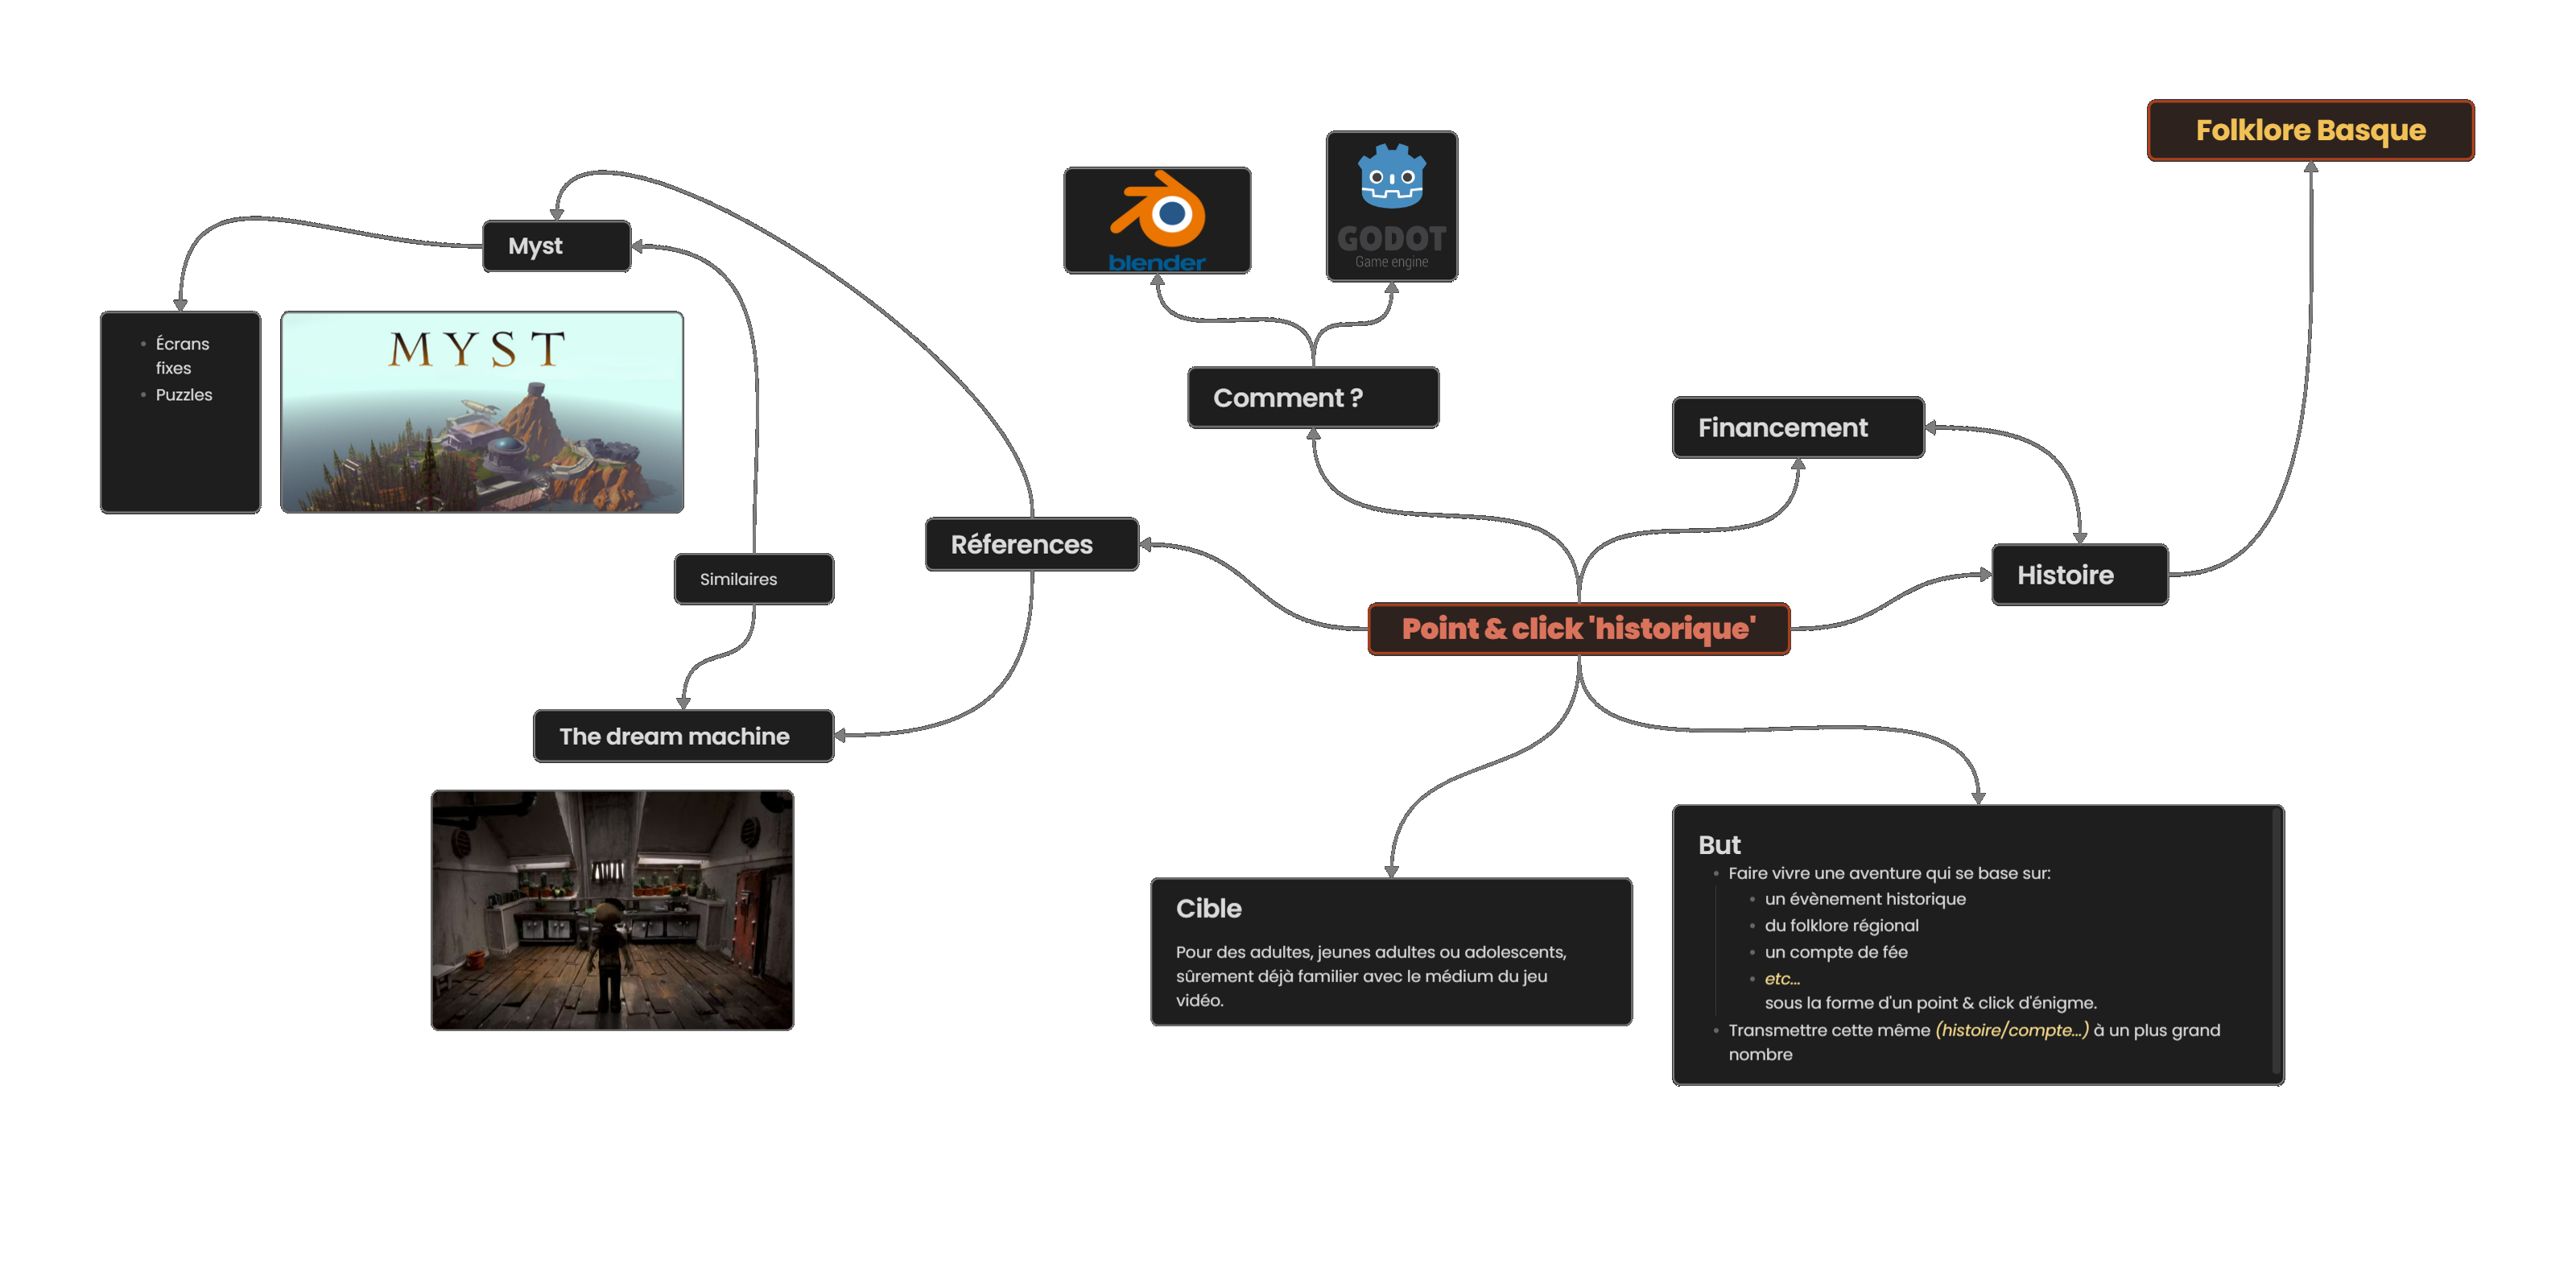 Folklore Basque
blender
GODOT
Game engine
Myst
MYST
Écrans
fixes
Puzzles
Comment ?
Financement
Réferences
Histoire
Similaires
Point & click 'historique'
The dream machine
Cible
Pour des adultes, jeunes adultes ou adolescents,
sûrement déjà familier avec le médium du jeu
vidéo.
But
Faire vivre une aventure qui se base sur:
un évènement historique
du folklore régional
un compte de fée
etc...
sous la forme d'un point & click d'énigme.
Transmettre cette même (histoire/compte...) à un plus grand
nombre